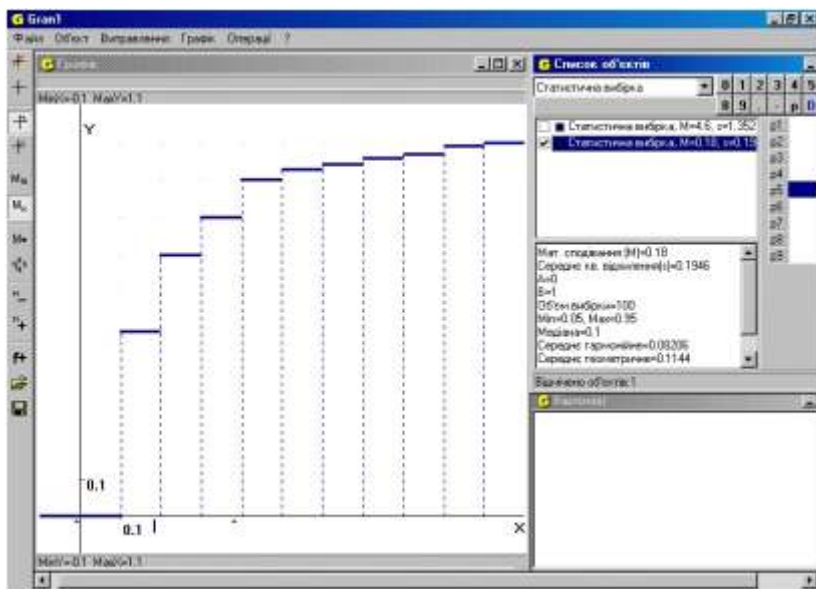 Gran1
Файл Об'єкт Виправлення Графік Операції ?
Графік
MinX=-0.1 MaxY=1.1
Y
0.1
0.1
X
MinY=-0.1 MaxX=1.1
Список об'єктів
Статистична вибірка
0 1 2 3 4 5
8 9 . - p
Статистична вибірка, M=4.6, s=1.352
Статистична вибірка, M=0.18, s=0.19
p1
p2
p3
p4
p5
p6
p7
p8
p9
Мат. сподівання (M)=0.18
Середнє кв. відхилення(s)=0.1946
A=0
B=1
Об'єм вибірки=100
Min=0.05, Max=0.95
Медіана=0.1
Середнє гармонійне=0.08206
Середнє геометричне=0.1144
Відмічено об'єктів:1